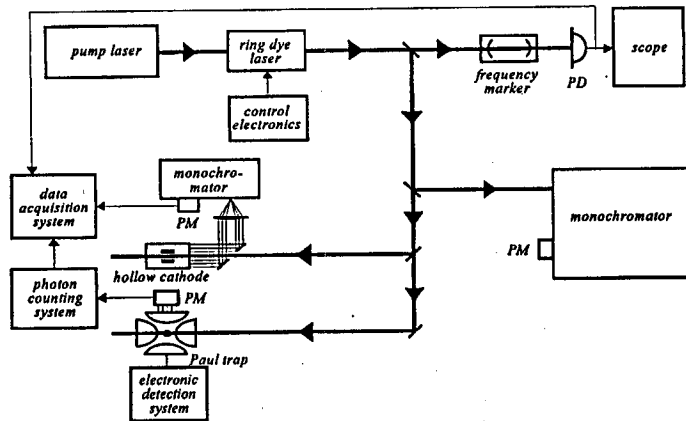 pump laser
ring dye
laser
control
electronics
frequency
marker
PD
scope
data
acquisition
system
monochro-
mator
PM
hollow cathode
monochromator
PM
photon
counting
system
PM
Paul trap
electronic
detection
system